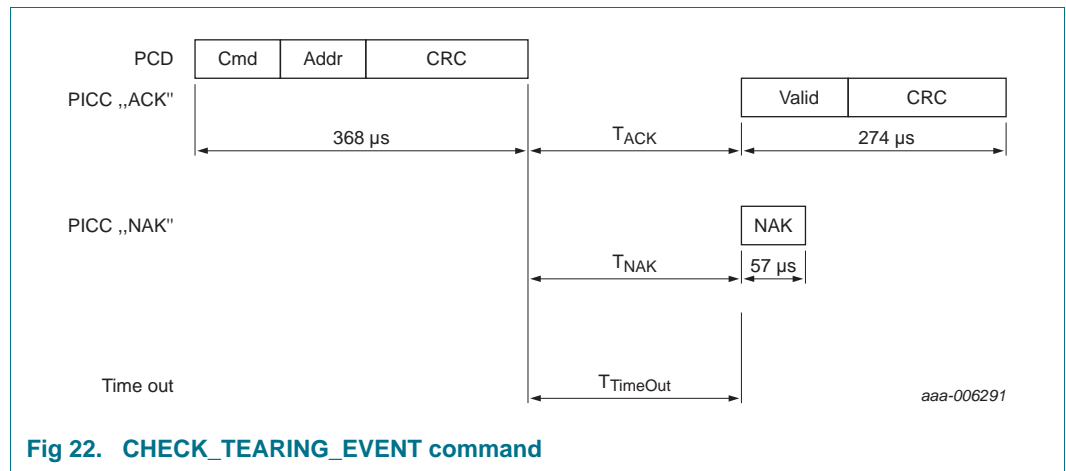 PCD Cmd Addr CRC
PICC ,,ACK" Valid CRC
368 µs TACK 274 µs
PICC ,,NAK" NAK
TNAK 57 µs
Time out TTimeOut aaa-006291
Fig 22. CHECK_TEARING_EVENT command